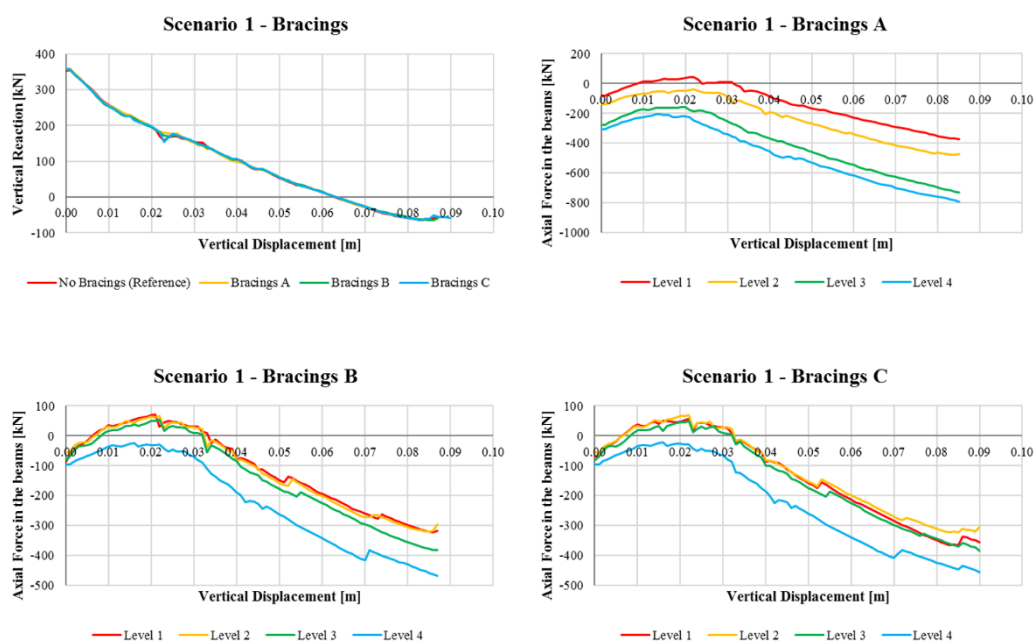 Scenario 1 - Bracings
Vertical Reaction [kN]
400
300
200
100
0
-100
0.00 0.01 0.02 0.03 0.04 0.05 0.06 0.07 0.08 0.09 0.10
Vertical Displacement [m]
No Bracings (Reference) Bracings A Bracings B Bracings C
Scenario 1 - Bracings A
Axial Force in the beams [kN]
200
0
-200
-400
-600
-800
-1000
0.00 0.01 0.02 0.03 0.04 0.05 0.06 0.07 0.08 0.09 0.10
Vertical Displacement [m]
Level 1 Level 2 Level 3 Level 4
Scenario 1 - Bracings B
Axial Force in the beams [kN]
100
0
-100
-200
-300
-400
-500
0.00 0.01 0.02 0.03 0.04 0.05 0.06 0.07 0.08 0.09 0.10
Vertical Displacement [m]
Level 1 Level 2 Level 3 Level 4
Scenario 1 - Bracings C
Axial Force in the beams [kN]
100
0
-100
-200
-300
-400
-500
0.00 0.01 0.02 0.03 0.04 0.05 0.06 0.07 0.08 0.09 0.10
Vertical Displacement [m]
Level 1 Level 2 Level 3 Level 4